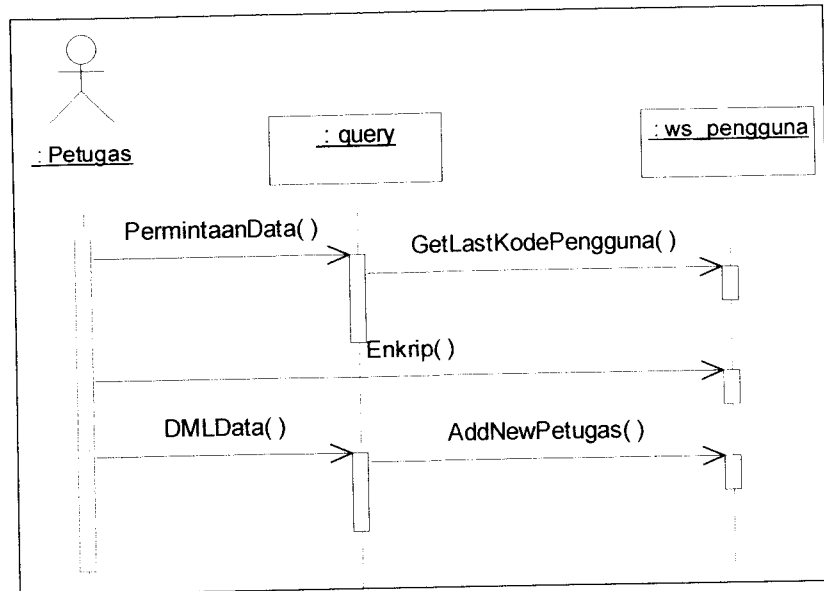 : Petugas
: query
: ws_pengguna
PermintaanData( )
GetLastKodePengguna( )
Enkrip( )
DMLData( )
AddNewPetugas( )